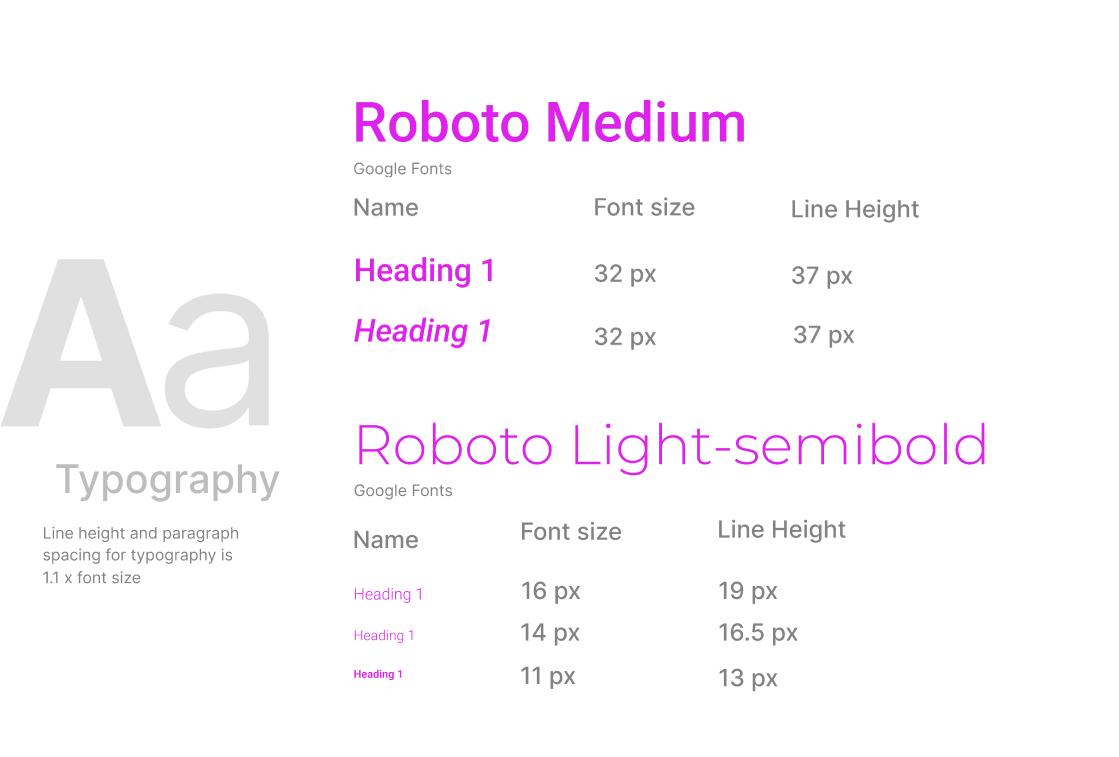 Aa
Typography
Line height and paragraph
spacing for typography is
1.1 x font size
Roboto Medium
Google Fonts
Name Font size Line Height
Heading 1 32 px 37 px
Heading 1 32 px 37 px
Roboto Light-semibold
Google Fonts
Name Font size Line Height
Heading 1 16 px 19 px
Heading 1 14 px 16.5 px
Heading 1 11 px 13 px